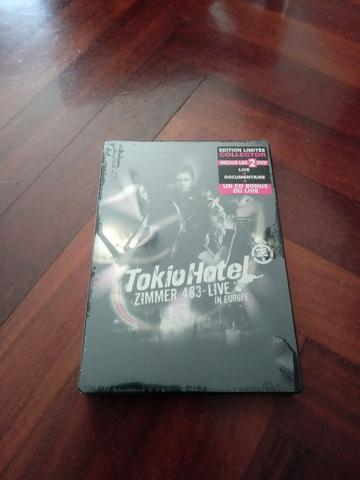 EDITION LIMITÉE
COLLECTOR
INCLUS LES 2 DVD
LIVE
+
DOCUMENTAIRE
+
UN CD BONUS
DU LIVE
Tokio Hotel
ZIMMER 483-LIVE
IN EUROPE